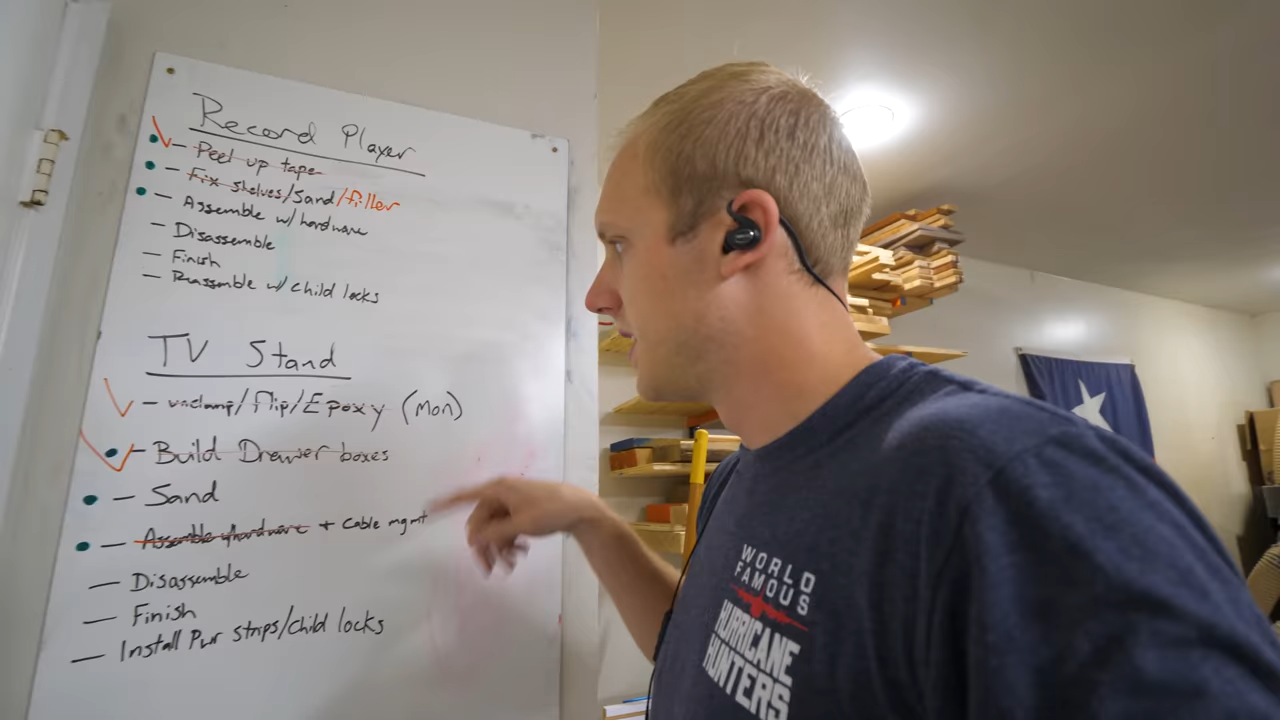 Record Player
- Peel up tape
- Fix shelves/Sand/filler
- Assemble w/hardware
- Disassemble
- Finish
- Reassemble w/ child locks
TV Stand
- unclamp/flip/Epoxy (Mon)
- Build Drawer boxes
- Sand
- Assemble w/hardware + Cable mgmt
- Disassemble
- Finish
- Install Pwr strips/child locks
WORLD
FAMOUS
HURRICANE
HUNTERS